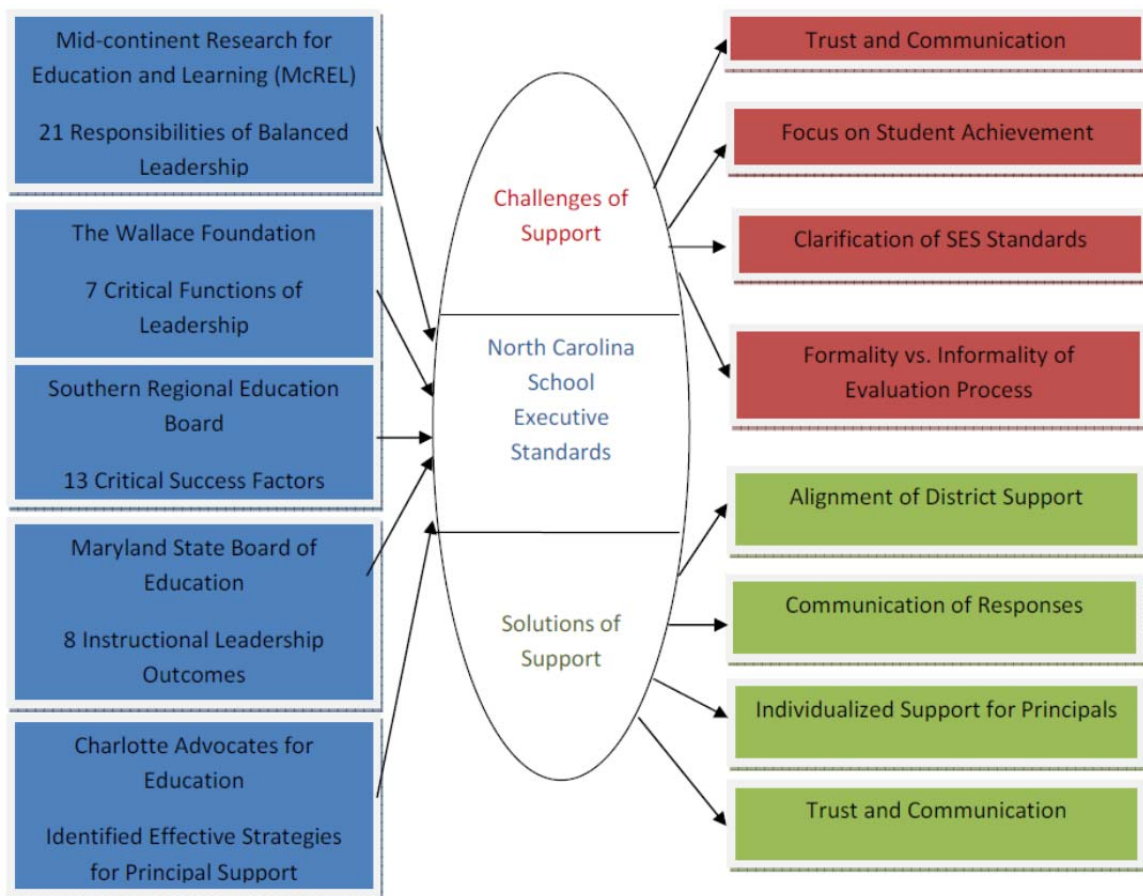 Mid-continent Research for
Education and Learning (McREL)
21 Responsibilities of Balanced
Leadership
The Wallace Foundation
7 Critical Functions of
Leadership
Southern Regional Education
Board
13 Critical Success Factors
Maryland State Board of
Education
8 Instructional Leadership
Outcomes
Charlotte Advocates for
Education
Identified Effective Strategies
for Principal Support
Challenges of
Support
North Carolina
School
Executive
Standards
Solutions of
Support
Trust and Communication
Focus on Student Achievement
Clarification of SES Standards
Formality vs. Informality of
Evaluation Process
Alignment of District Support
Communication of Responses
Individualized Support for Principals
Trust and Communication